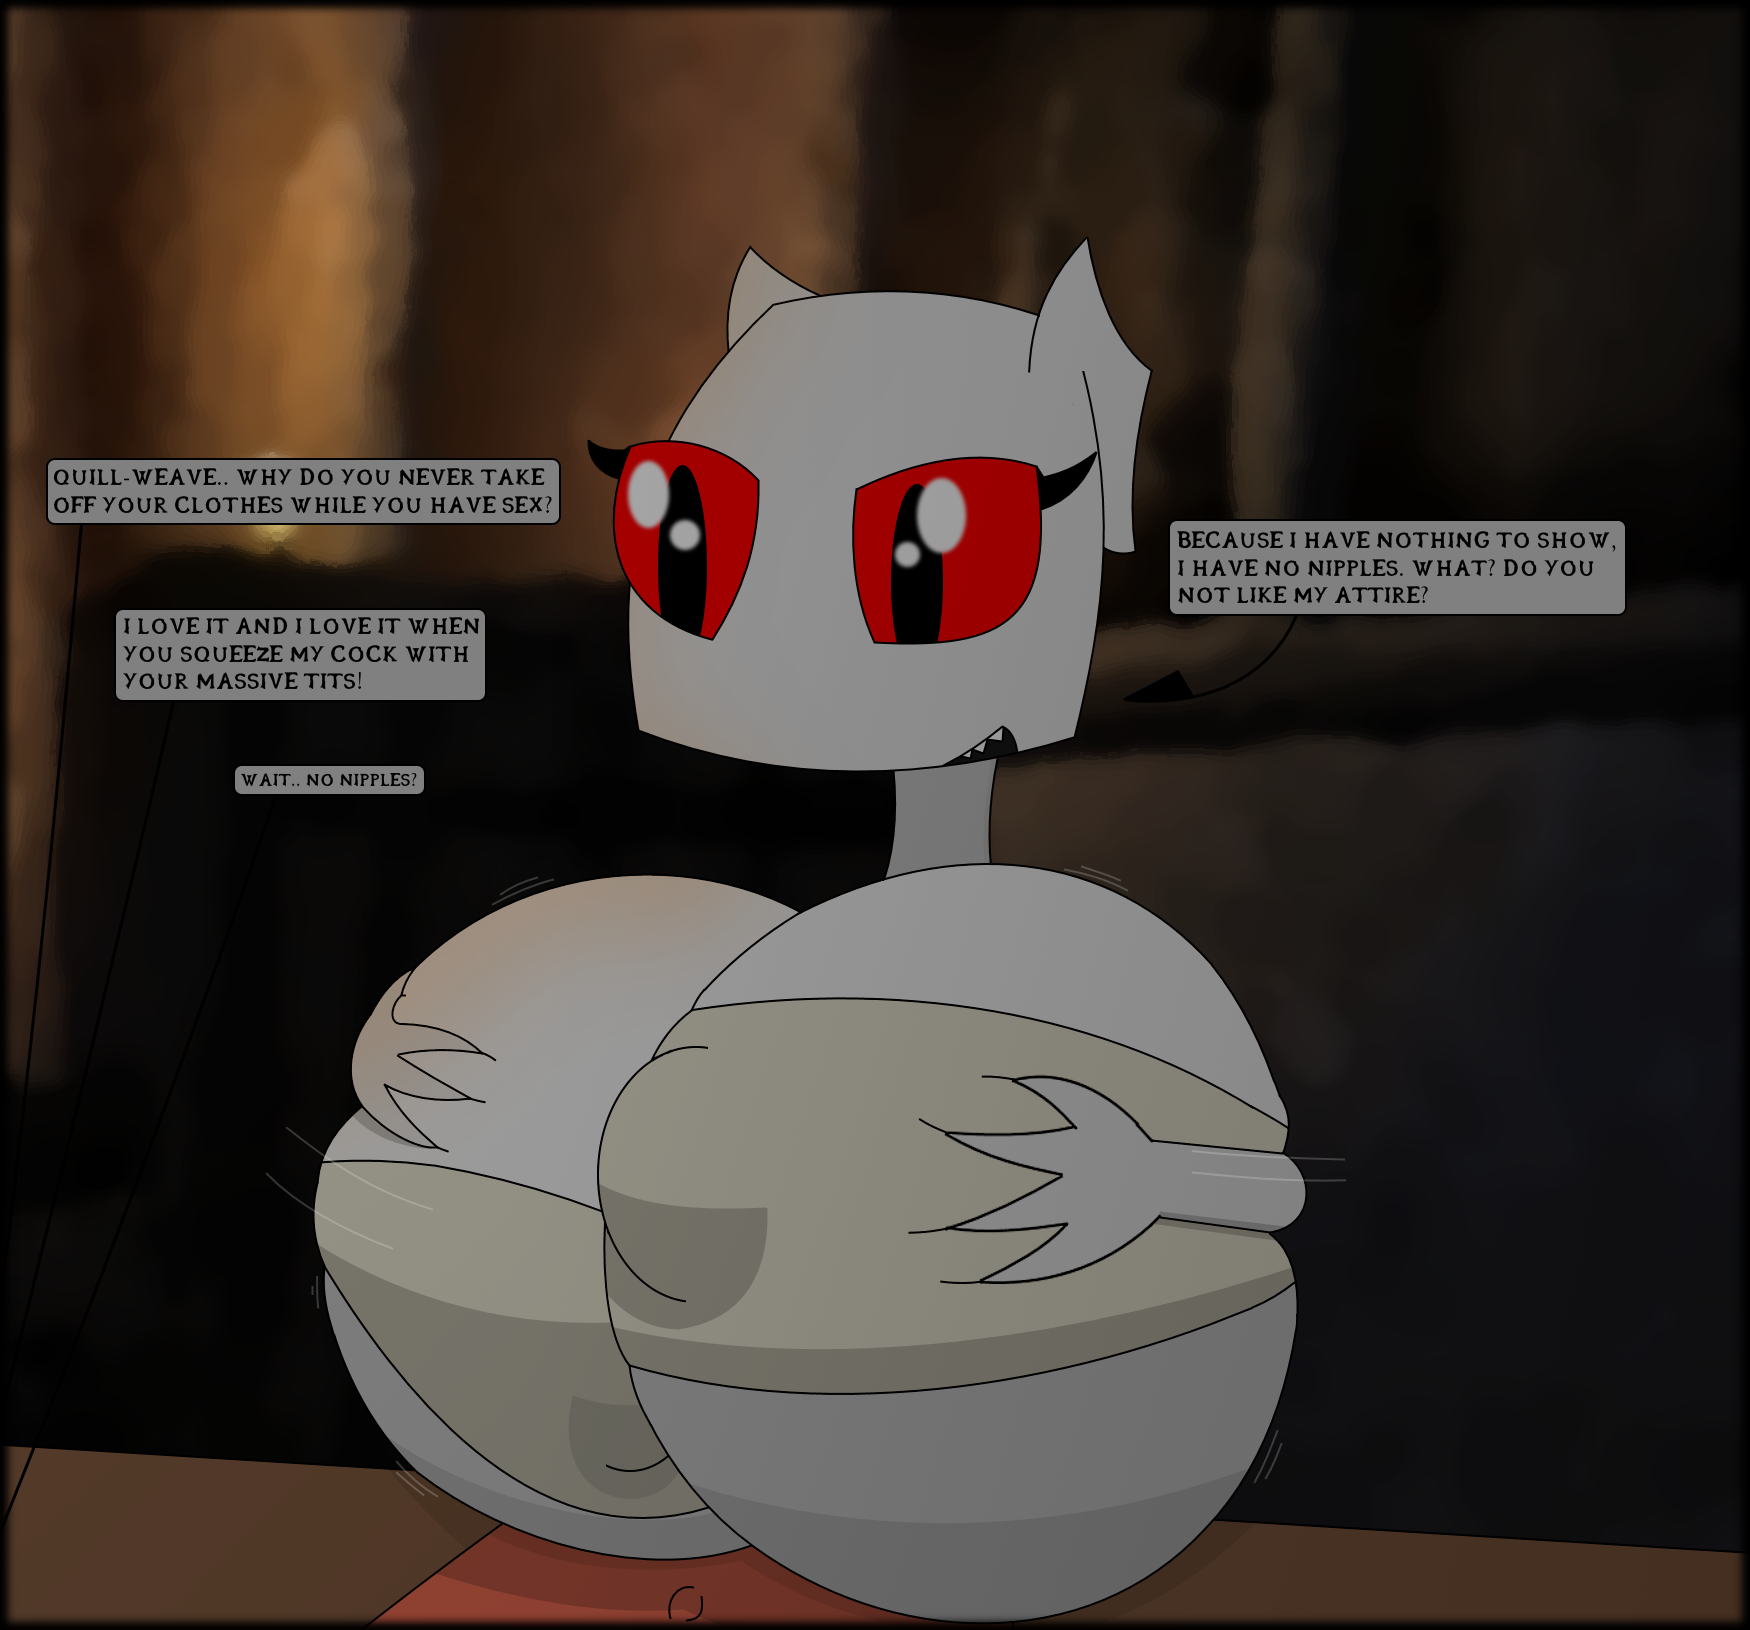 QUILL-WEAVE.. WHY DO YOU NEVER TAKE
OFF YOUR CLOTHES WHILE YOU HAVE SEX?
BECAUSE I HAVE NOTHING TO SHOW,
I HAVE NO NIPPLES. WHAT? DO YOU
NOT LIKE MY ATTIRE?
I LOVE IT AND I LOVE IT WHEN
YOU SQUEEZE MY COCK WITH
YOUR MASSIVE TITS!
WAIT.. NO NIPPLES?